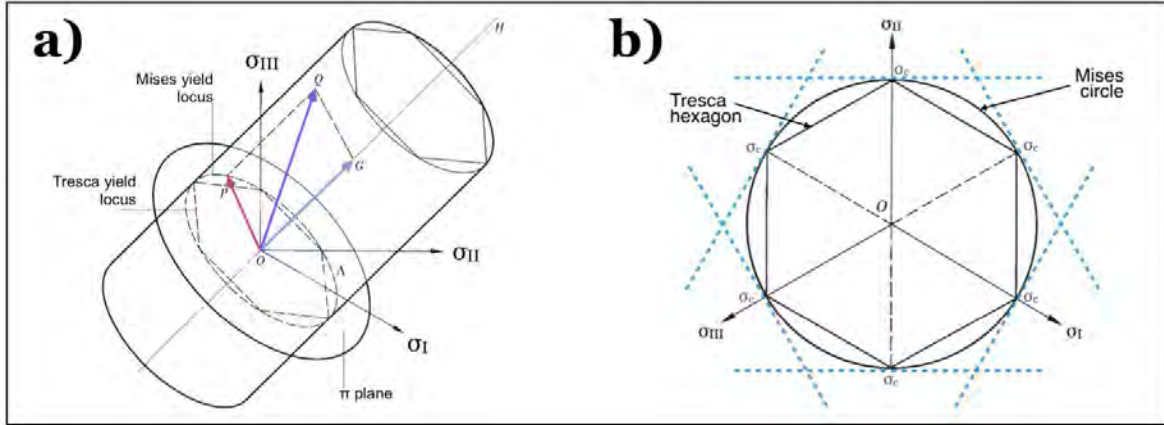 a)
Mises yield
locus
Tresca yield
locus
σIII
Q
H
G
P
O
σII
A
σI
π plane
b)
σII
σc
Mises
circle
Tresca
hexagon
σc
σc
O
σc
σc
σIII
σI
σc